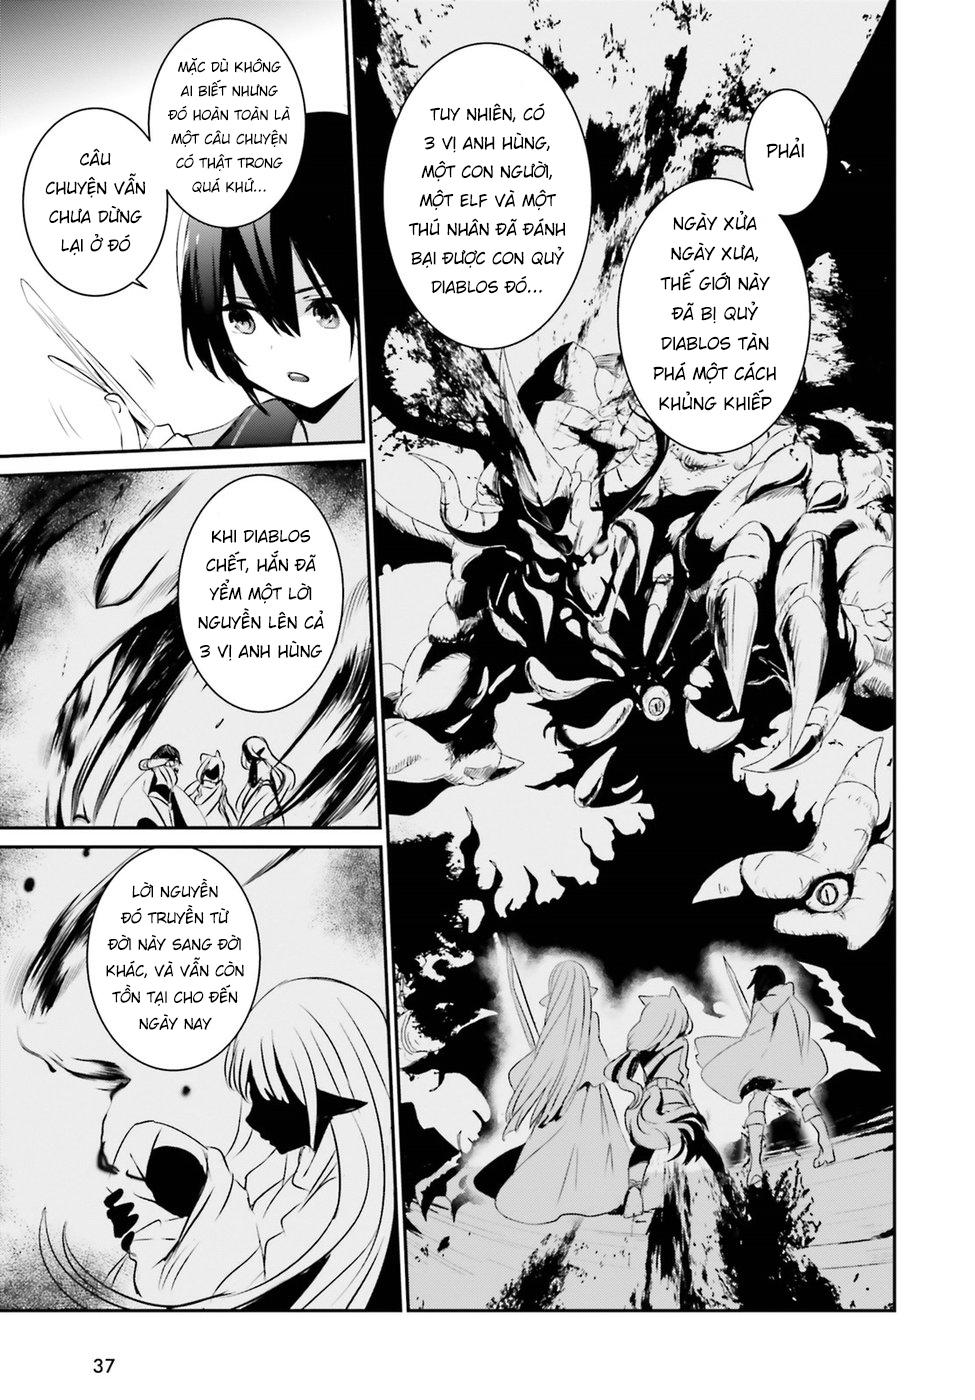 PHẢI
NGÀY XỬA
NGÀY XƯA,
THẾ GIỚI NÀY
ĐÃ BỊ QUỶ
DIABLOS TÀN
PHÁ MỘT CÁCH
KHỦNG KHIẾP
TUY NHIÊN, CÓ
3 VỊ ANH HÙNG,
MỘT CON NGƯỜI,
MỘT ELF VÀ MỘT
THÚ NHÂN ĐÃ ĐÁNH
BẠI ĐƯỢC CON QUỶ
DIABLOS ĐÓ...
MẶC DÙ KHÔNG
AI BIẾT NHƯNG
ĐÓ HOÀN TOÀN LÀ
MỘT CÂU CHUYỆN
CÓ THẬT TRONG
QUÁ KHỨ...
CÂU
CHUYỆN VẪN
CHƯA DỪNG
LẠI Ở ĐÓ
KHI DIABLOS
CHẾT, HẮN ĐÃ
YỂM MỘT LỜI
NGUYỀN LÊN CẢ
3 VỊ ANH HÙNG
LỜI NGUYỀN
ĐÓ TRUYỀN TỪ
ĐỜI NÀY SANG ĐỜI
KHÁC, VÀ VẪN CÒN
TỒN TẠI CHO ĐẾN
NGÀY NAY
37